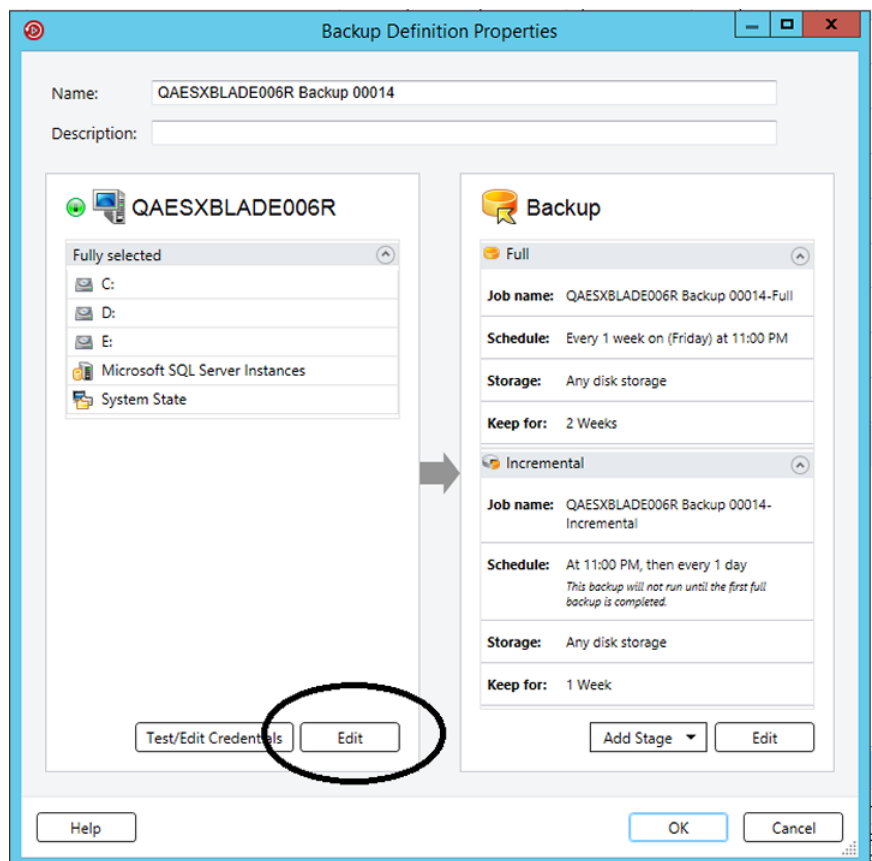 Backup Definition Properties
Name: QAESXBLADE006R Backup 00014
Description:
QAESXBLADE006R
Fully selected
C:
D:
E:
Microsoft SQL Server Instances
System State
Test/Edit Credentials
Edit
Backup
Full
Job name: QAESXBLADE006R Backup 00014-Full
Schedule: Every 1 week on (Friday) at 11:00 PM
Storage: Any disk storage
Keep for: 2 Weeks
Incremental
Job name: QAESXBLADE006R Backup 00014-
Incremental
Schedule: At 11:00 PM, then every 1 day
This backup will not run until the first full
backup is completed.
Storage: Any disk storage
Keep for: 1 Week
Add Stage
Edit
Help
OK
Cancel